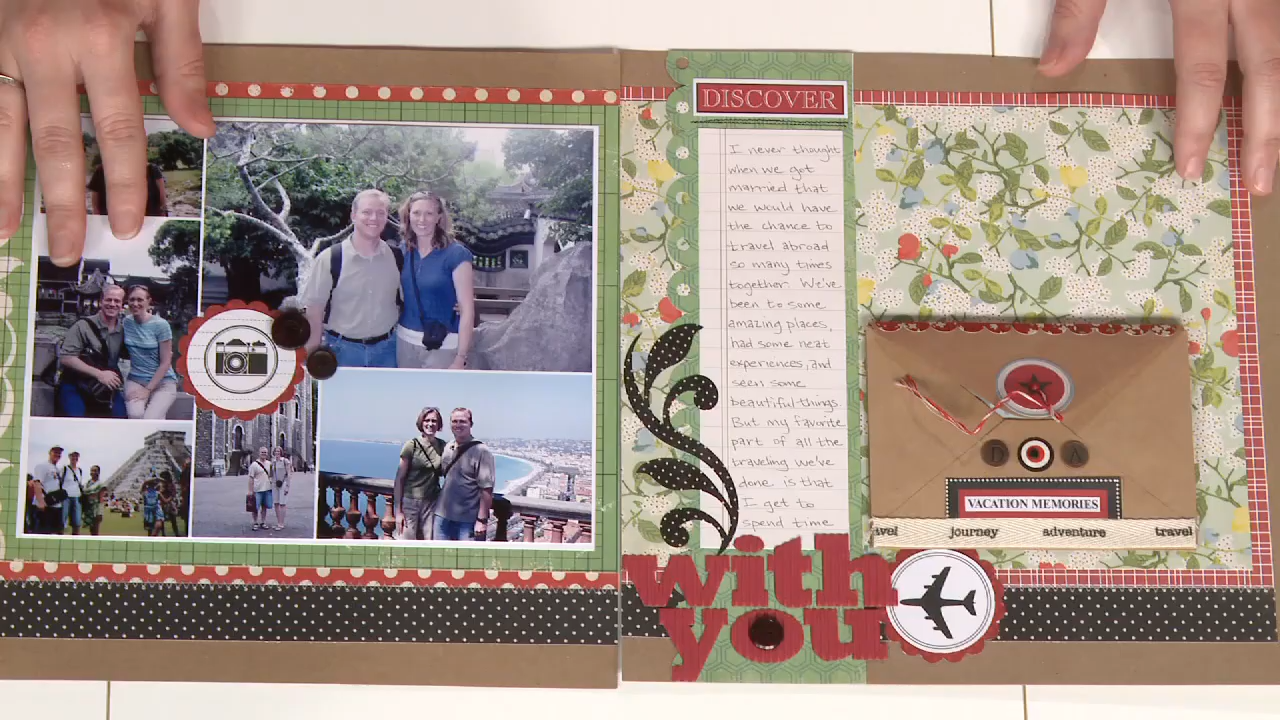 DISCOVER
I never thought
when we got
married that
we would have
the chance to
travel abroad
so many times
together. We've
been to some
amazing places,
had some neat
experiences, and
seen some
beautiful things.
But my favorite
part of all the
traveling we've
done is that
I get to
spend time
with
you
D A
VACATION MEMORIES
avel journey adventure travel